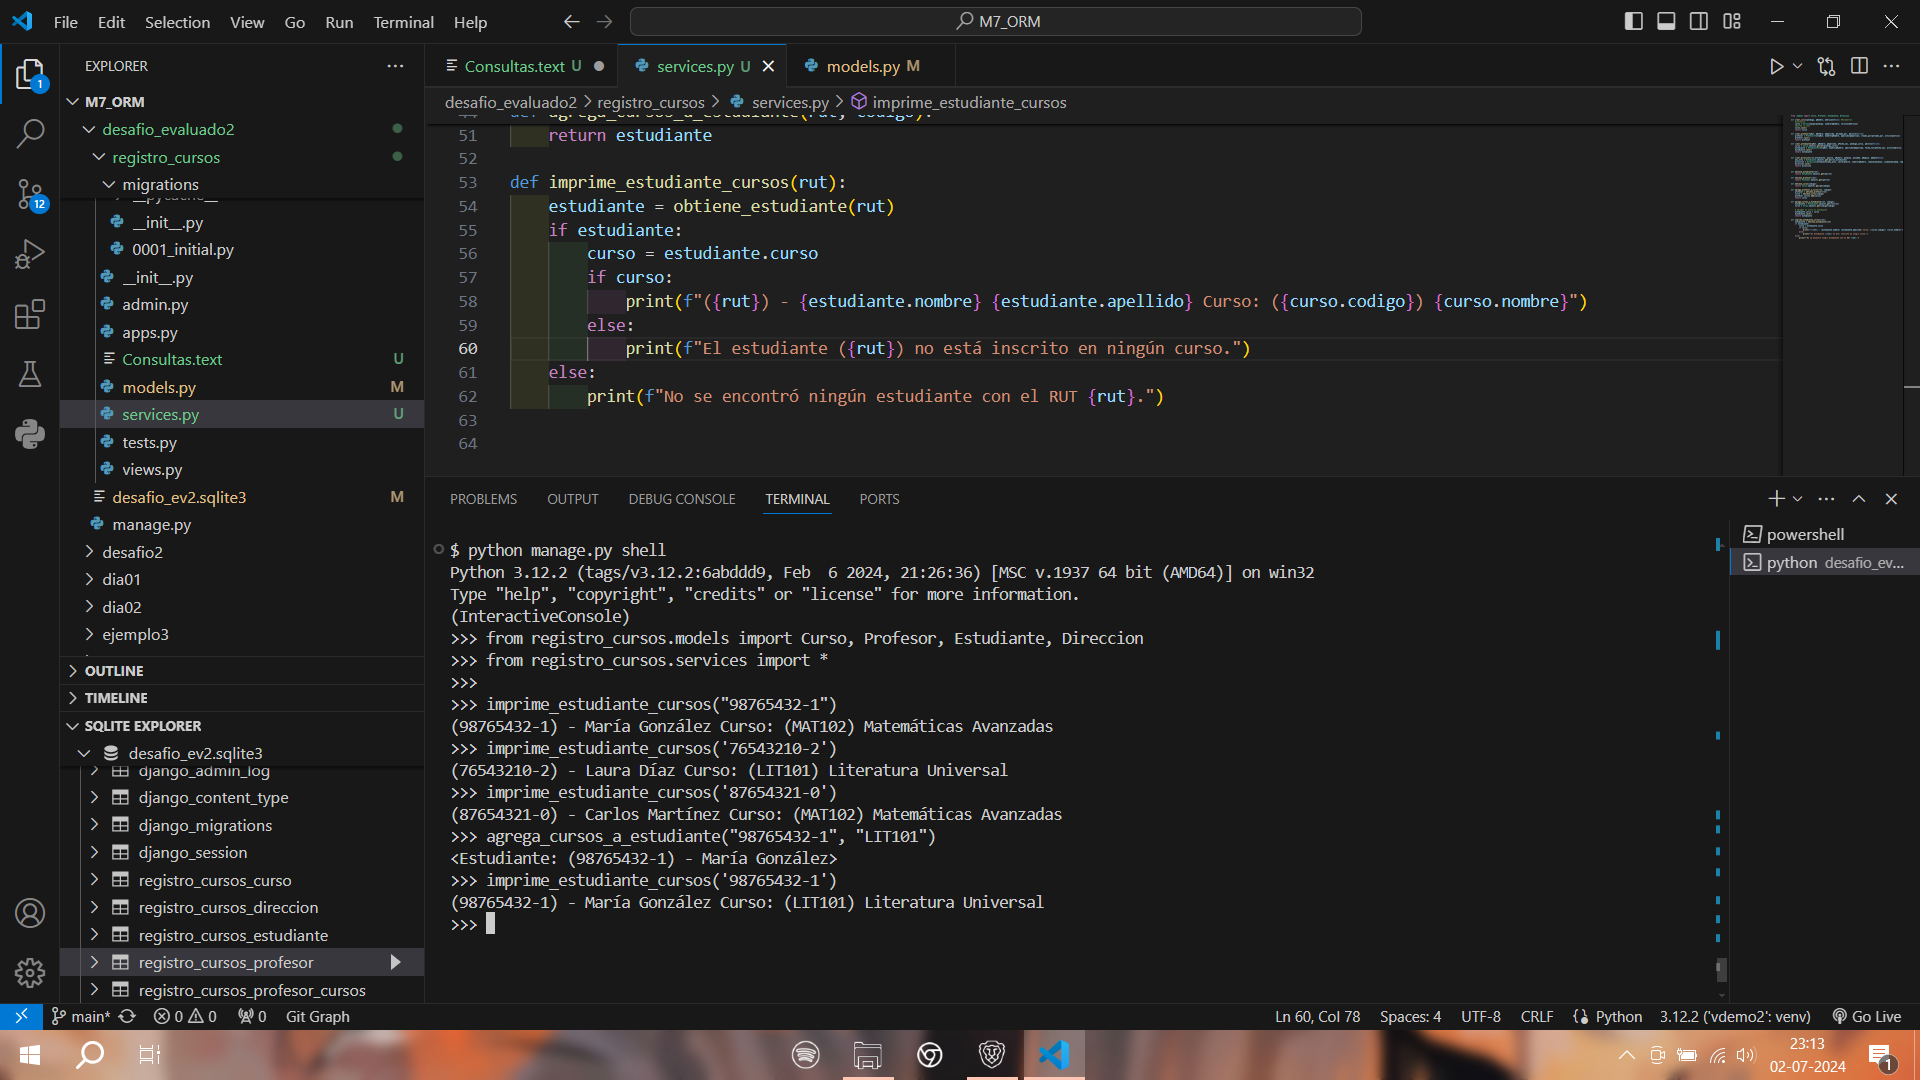 File Edit Selection View Go Run Terminal Help
M7_ORM
EXPLORER
M7_ORM
desafio_evaluado2
registro_cursos
migrations
__pycache__
__init__.py
0001_initial.py
__init__.py
admin.py
apps.py
Consultas.text U
models.py M
services.py U
tests.py
views.py
desafio_ev2.sqlite3 M
manage.py
desafio2
dia01
dia02
ejemplo3
OUTLINE
TIMELINE
SQLITE EXPLORER
desafio_ev2.sqlite3
django_admin_log
django_content_type
django_migrations
django_session
registro_cursos_curso
registro_cursos_direccion
registro_cursos_estudiante
registro_cursos_profesor
registro_cursos_profesor_cursos
1
12
Consultas.text U
services.py U
models.py M
desafio_evaluado2 > registro_cursos > services.py > imprime_estudiante_cursos
44 def agrega_cursos_a_estudiante(rut, codigo):
51 return estudiante
52
53 def imprime_estudiante_cursos(rut):
54 estudiante = obtiene_estudiante(rut)
55 if estudiante:
56 curso = estudiante.curso
57 if curso:
58 print(f"({rut}) - {estudiante.nombre} {estudiante.apellido} Curso: ({curso.codigo}) {curso.nombre}")
59 else:
60 print(f"El estudiante ({rut}) no está inscrito en ningún curso.")
61 else:
62 print(f"No se encontró ningún estudiante con el RUT {rut}.")
63
64
PROBLEMS OUTPUT DEBUG CONSOLE TERMINAL PORTS
powershell
python desafio_ev...
$ python manage.py shell
Python 3.12.2 (tags/v3.12.2:6abddd9, Feb  6 2024, 21:26:36) [MSC v.1937 64 bit (AMD64)] on win32
Type "help", "copyright", "credits" or "license" for more information.
(InteractiveConsole)
>>> from registro_cursos.models import Curso, Profesor, Estudiante, Direccion
>>> from registro_cursos.services import *
>>>
>>> imprime_estudiante_cursos("98765432-1")
(98765432-1) - María González Curso: (MAT102) Matemáticas Avanzadas
>>> imprime_estudiante_cursos('76543210-2')
(76543210-2) - Laura Díaz Curso: (LIT101) Literatura Universal
>>> imprime_estudiante_cursos('87654321-0')
(87654321-0) - Carlos Martínez Curso: (MAT102) Matemáticas Avanzadas
>>> agrega_cursos_a_estudiante("98765432-1", "LIT101")
<Estudiante: (98765432-1) - María González>
>>> imprime_estudiante_cursos('98765432-1')
(98765432-1) - María González Curso: (LIT101) Literatura Universal
>>>
main* 0 0 0 Git Graph
Ln 60, Col 78 Spaces: 4 UTF-8 CRLF Python 3.12.2 ('vdemo2': venv) Go Live
23:13
02-07-2024
1